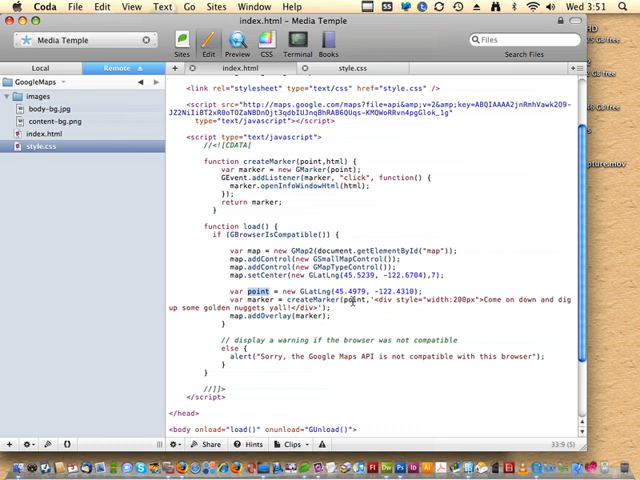 Coda File Edit View Text Go Window Help Wed 3:51
index.html — Media Temple
Media Temple Sites Edit Preview CSS Terminal Books Files
Search Files
Local Remote index.html style.css
GoogleMaps
images
body-bg.jpg
content-bg.png
index.html
style.css
<link rel="stylesheet" type="text/css" href="style.css" />
<script src="http://maps.google.com/maps?file=api&amp;v=2&amp;key=
type="text/javascript"></script>
<script type="text/javascript">
//<![CDATA[
function createMarker(point,html) {
var marker = new GMarker(point);
GEvent.addListener(marker, "click", function() {
marker.openInfoWindowHtml(html);
});
return marker;
}
function load() {
if (GBrowserIsCompatible()) {
var map = new GMap2(document.getElementById("map"));
map.addControl(new GSmallMapControl());
map.addControl(new GMapTypeControl());
map.setCenter(new GLatLng(45.5239, -122.6704),7);
var point = new GLatLng(45.4979, -122.4310);
var marker = createMarker(point,'<div style="width:200px">Come on down and dig
up some golden nuggets yall!</div>');
map.addOverlay(marker);
}
// display a warning if the browser was not compatible
else {
alert("Sorry, the Google Maps API is not compatible with this browser");
}
}
//]]>
</script>
</head>
<body onload="load()" onunload="GUnload()">
Share Hints Clips 33:9 (5)